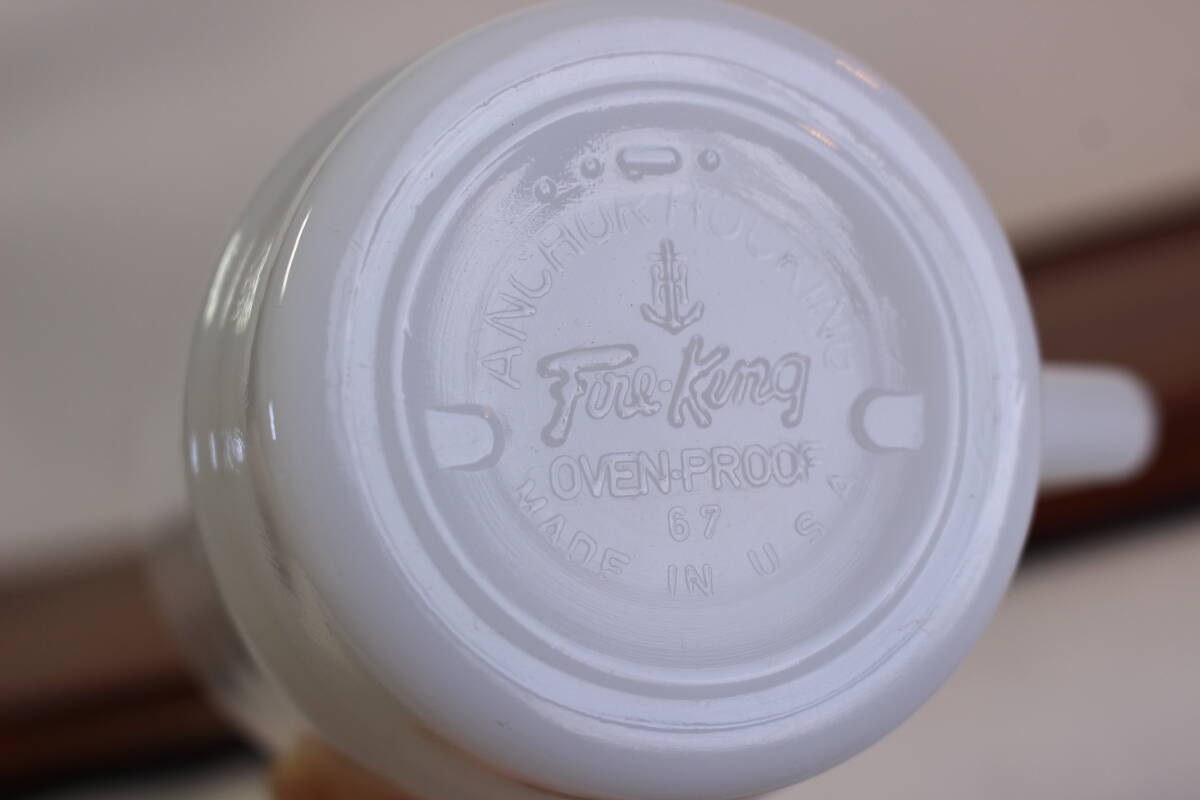 ANCHOR HOCKING
Fire-King
OVEN-PROOF
67
MADE IN U S A